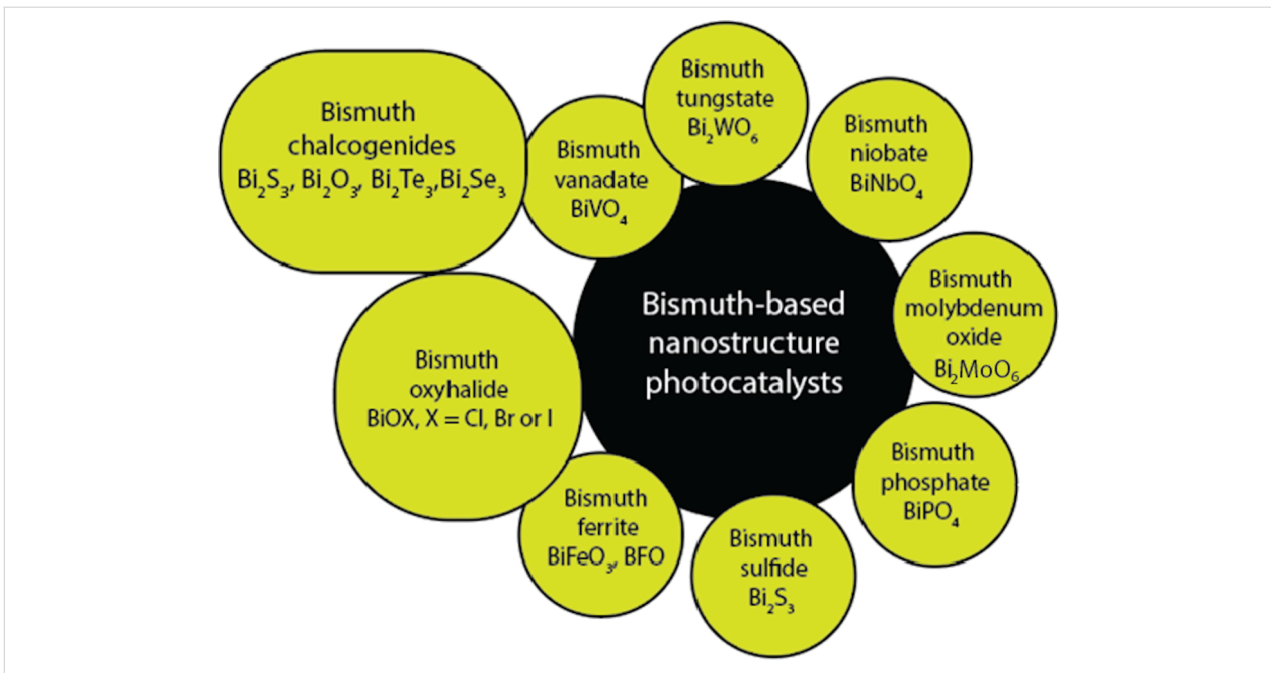 Bismuth
chalcogenides
Bi₂S₃, Bi₂O₃, Bi₂Te₃,Bi₂Se₃
Bismuth
vanadate
BiVO₄
Bismuth
tungstate
Bi₂WO₆
Bismuth
niobate
BiNbO₄
Bismuth
molybdenum
oxide
Bi₂MoO₆
Bismuth
phosphate
BiPO₄
Bismuth
sulfide
Bi₂S₃
Bismuth
ferrite
BiFeO₃, BFO
Bismuth
oxyhalide
BiOX, X = Cl, Br or I
Bismuth-based
nanostructure
photocatalysts